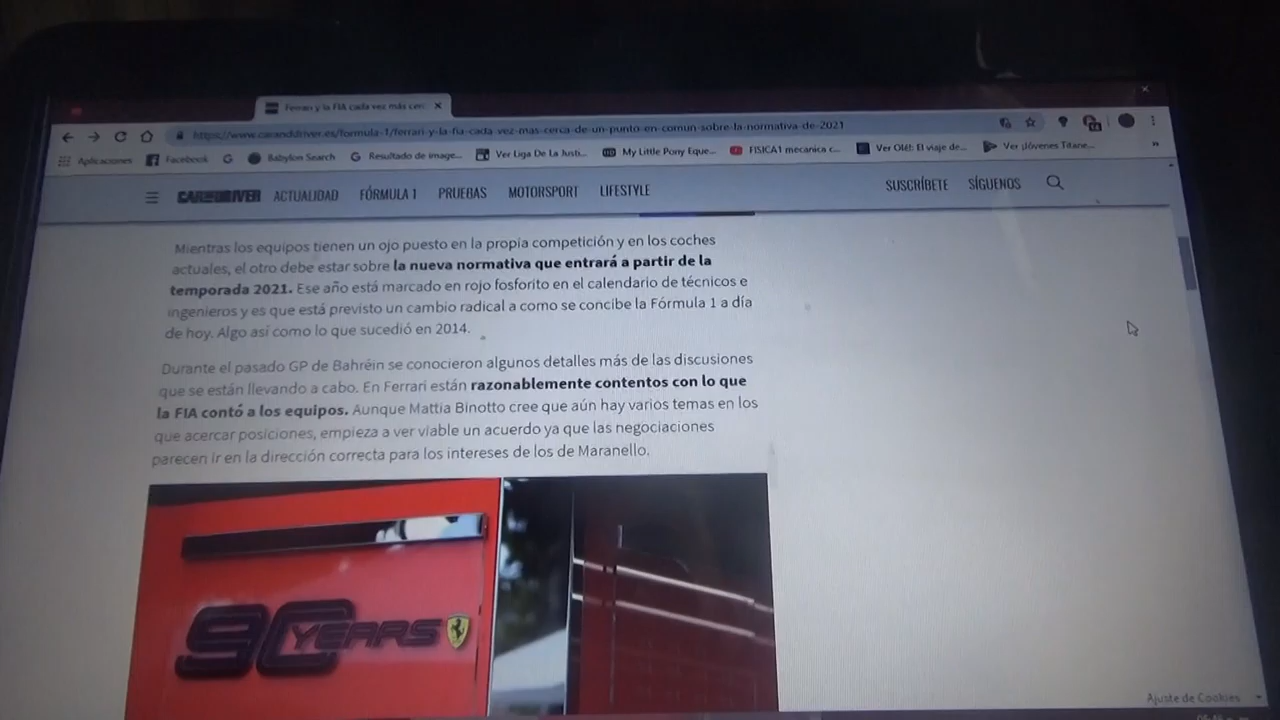 Ferrari y la FIA cada vez más cerc
https://www.caranddriver.es/formula-1/ferrari-y-la-fia-cada-vez-mas-cerca-de-un-punto-en-comun-sobre-la-normativa-de-2021
Aplicaciones Facebook Babylon Search Resultado de image... Ver Liga De La Justi... My Little Pony Eque... FISICA1 mecanica c... Ver Olé!: El viaje de... Ver ¡Jóvenes Titane... »
CAR AND DRIVER ACTUALIDAD FÓRMULA 1 PRUEBAS MOTORSPORT LIFESTYLE SUSCRÍBETE SÍGUENOS
Mientras los equipos tienen un ojo puesto en la propia competición y en los coches
actuales, el otro debe estar sobre la nueva normativa que entrará a partir de la
temporada 2021. Ese año está marcado en rojo fosforito en el calendario de técnicos e
ingenieros y es que está previsto un cambio radical a como se concibe la Fórmula 1 a día
de hoy. Algo así como lo que sucedió en 2014.
Durante el pasado GP de Bahréin se conocieron algunos detalles más de las discusiones
que se están llevando a cabo. En Ferrari están razonablemente contentos con lo que
la FIA contó a los equipos. Aunque Mattia Binotto cree que aún hay varios temas en los
que acercar posiciones, empieza a ver viable un acuerdo ya que las negociaciones
parecen ir en la dirección correcta para los intereses de los de Maranello.
90 YEARS
Ajuste de Cookies